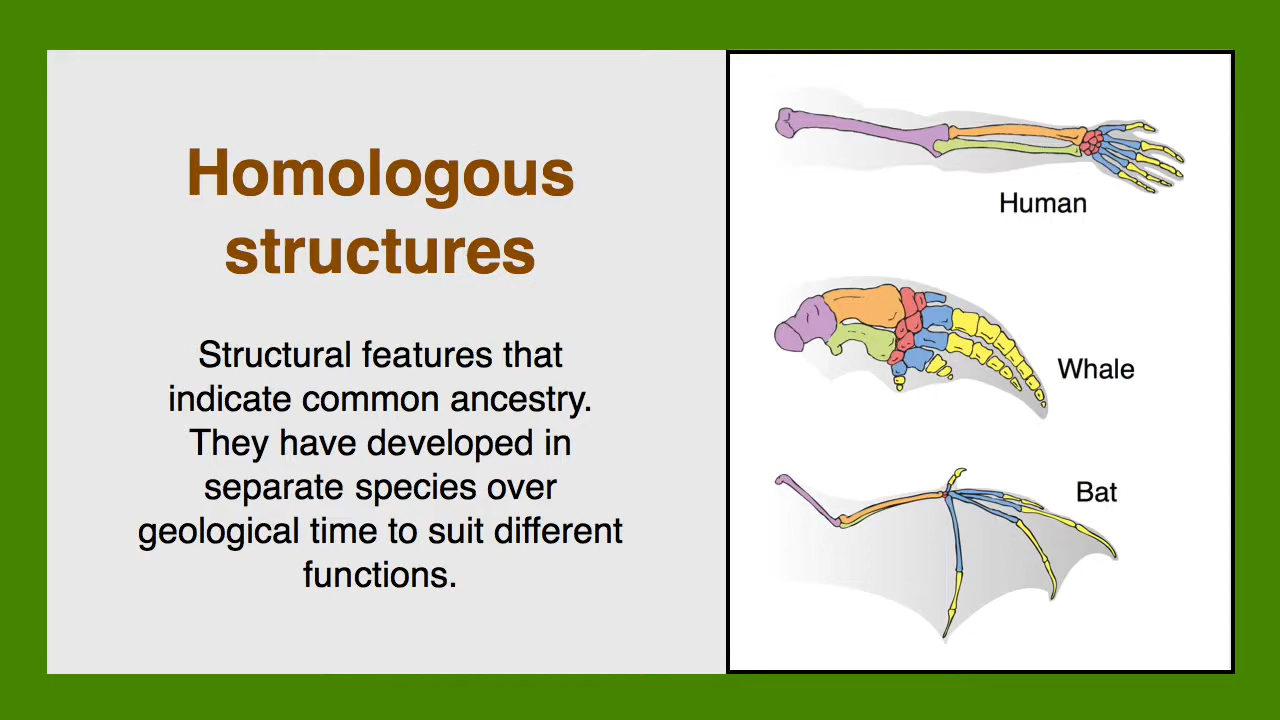 Homologous
structures
Structural features that
indicate common ancestry.
They have developed in
separate species over
geological time to suit different
functions.
Human
Whale
Bat